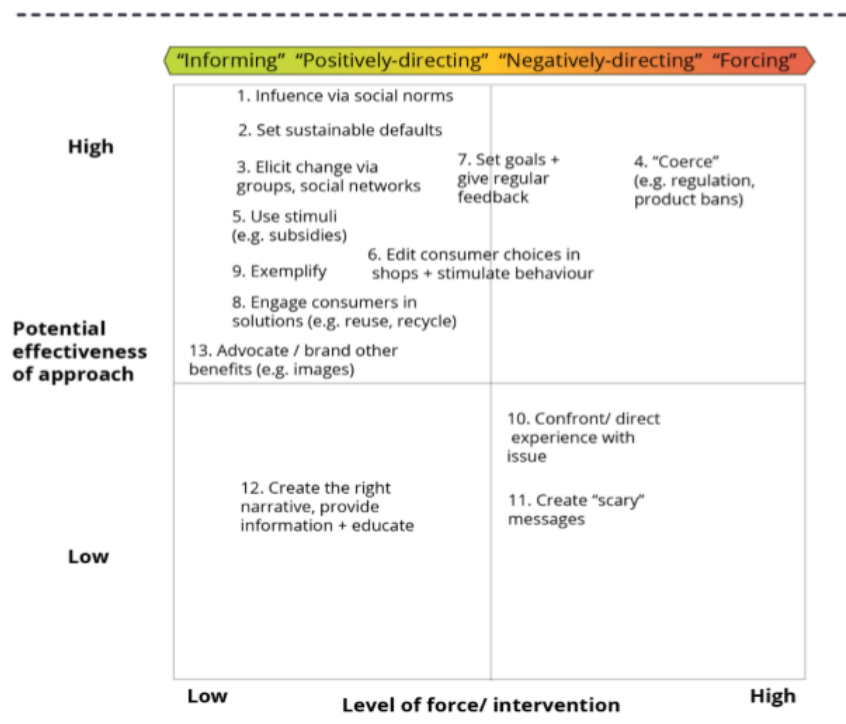 “Informing” “Positively-directing” “Negatively-directing” “Forcing”
1. Infuence via social norms
High
2. Set sustainable defaults
3. Elicit change via
groups, social networks
7. Set goals +
give regular
feedback
4. “Coerce”
(e.g. regulation,
product bans)
5. Use stimuli
(e.g. subsidies)
6. Edit consumer choices in
shops + stimulate behaviour
9. Exemplify
8. Engage consumers in
solutions (e.g. reuse, recycle)
Potential
effectiveness
of approach
13. Advocate / brand other
benefits (e.g. images)
10. Confront/ direct
experience with
issue
12. Create the right
narrative, provide
information + educate
11. Create “scary”
messages
Low
Low
Level of force/ intervention
High